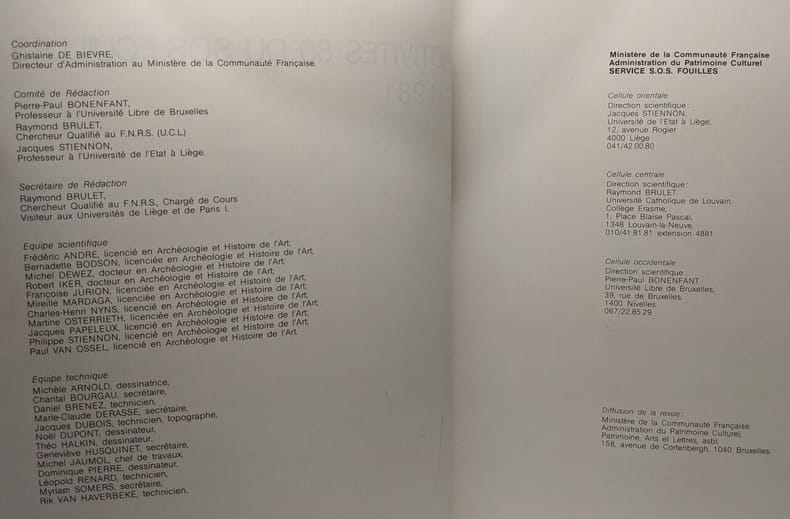 Coordination
Ghislaine DE BIEVRE,
Directeur d'Administration au Ministère de la Communauté Française.
Comité de Rédaction
Pierre-Paul BONENFANT,
Professeur à l'Université Libre de Bruxelles
Raymond BRULET,
Chercheur Qualifié au F.N.R.S. (U.C.L)
Jacques STIENNON,
Professeur à l'Université de l'Etat à Liège.
Secrétaire de Rédaction
Raymond BRULET,
Chercheur Qualifié au F.N.R.S., Chargé de Cours
Visiteur aux Universités de Liège et de Paris I.
Equipe scientifique
Frédéric ANDRE, licencié en Archéologie et Histoire de l'Art,
Bernadette BODSON, licenciée en Archéologie et Histoire de l'Art,
Michel DEWEZ, docteur en Archéologie et Histoire de l'Art,
Robert IKER, docteur en Archéologie et Histoire de l'Art,
Françoise JURION, licenciée en Archéologie et Histoire de l'Art,
Mireille MARDAGA, licenciée en Archéologie et Histoire de l'Art,
Charles-Henri NYNS, licencié en Archéologie et Histoire de l'Art,
Martine OSTERRIETH, licenciée en Archéologie et Histoire de l'Art,
Jacques PAPELEUX, licencié en Archéologie et Histoire de l'Art,
Philippe STIENNON, licencié en Archéologie et Histoire de l'Art,
Paul VAN OSSEL, licencié en Archéologie et Histoire de l'Art.
Equipe technique
Michèle ARNOLD, dessinatrice,
Chantal BOURGAU, secrétaire,
Daniel BRENEZ, technicien,
Marie-Claude DERASSE, secrétaire,
Jacques DUBOIS, technicien, topographe,
Noël DUPONT, dessinateur,
Théo HALKIN, dessinateur,
Geneviève HUSQUINET, secrétaire,
Michel JAUMOL, chef de travaux,
Dominique PIERRE, dessinateur,
Léopold RENARD, technicien,
Myriam SOMERS, secrétaire,
Rik VAN HAVERBEKE, technicien.
Ministère de la Communauté Française
Administration du Patrimoine Culturel
SERVICE S.O.S. FOUILLES
Cellule orientale
Direction scientifique :
Jacques STIENNON,
Université de l'Etat à Liège,
12, avenue Rogier
4000 Liège
041/42.00.80
Cellule centrale
Direction scientifique :
Raymond BRULET
Université Catholique de Louvain,
Collège Erasme,
1, Place Blaise Pascal,
1348 Louvain-la-Neuve,
010/41.81.81 extension 4881
Cellule occidentale
Direction scientifique :
Pierre-Paul BONENFANT
Université Libre de Bruxelles,
39, rue de Bruxelles,
1400 Nivelles
067/22.85.29
Diffusion de la revue :
Ministère de la Communauté Française.
Administration du Patrimoine Culturel,
Patrimoine, Arts et Lettres, asbl.
158, avenue de Cortenbergh, 1040 Bruxelles.